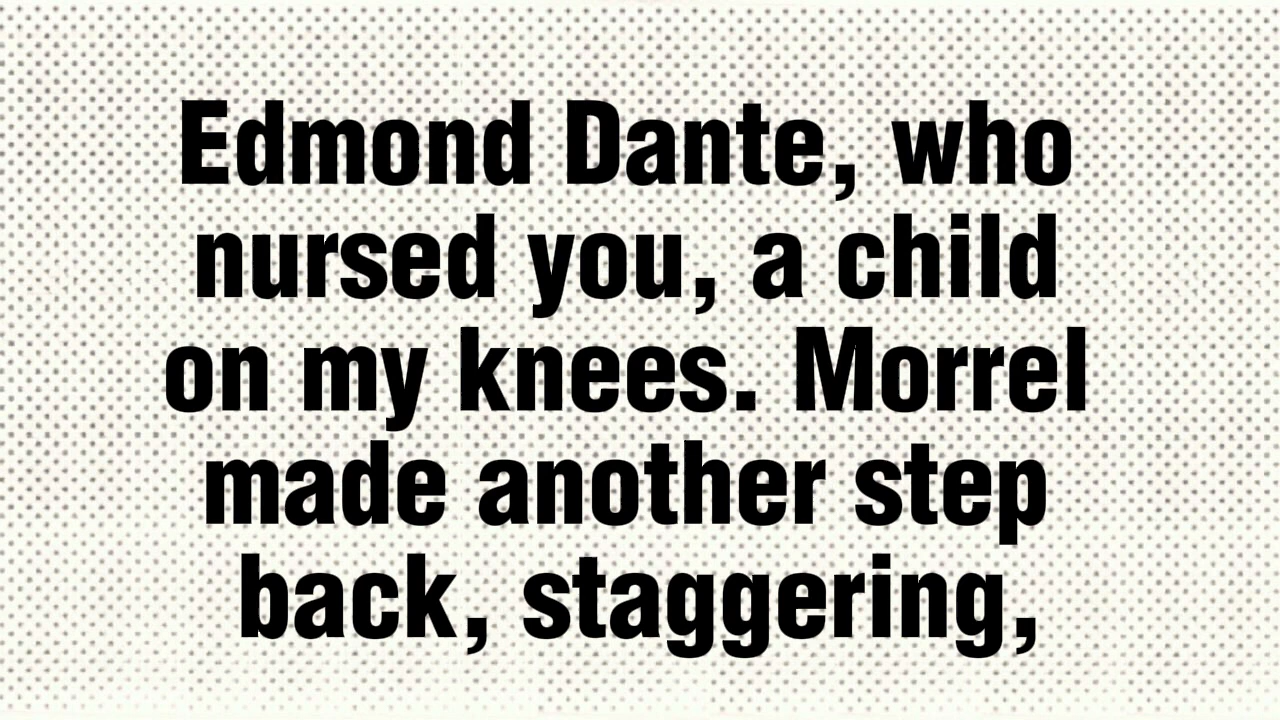 Edmond Dante, who
nursed you, a child
on my knees. Morrel
made another step
back, staggering,